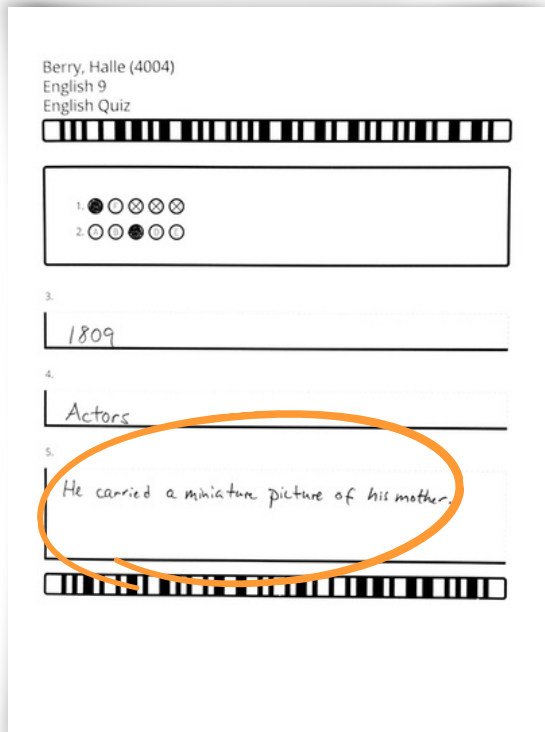 Berry, Halle (4004)
English 9
English Quiz
1. F
2. A B D E
3.
1809
4.
Actors
5.
He carried a miniature picture of his mother.